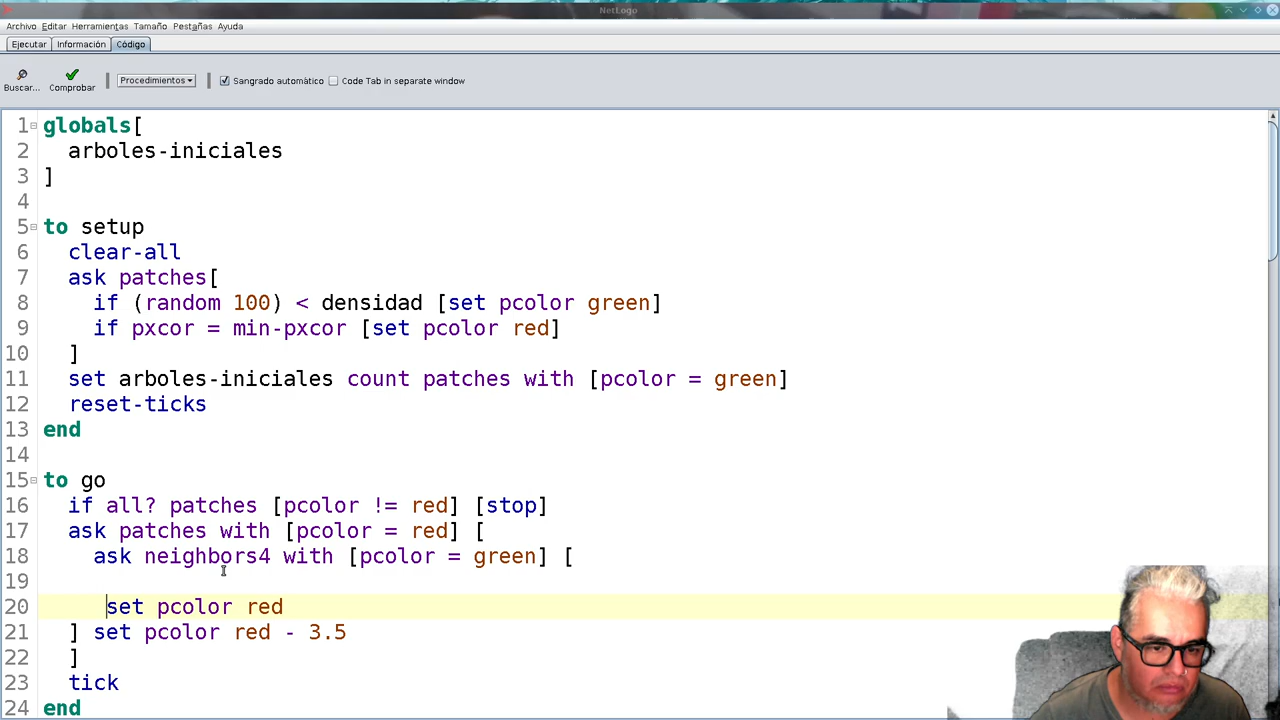 NetLogo
Archivo Editar Herramientas Tamaño Pestañas Ayuda
Ejecutar Información Código
Buscar... Comprobar Procedimientos Sangrado automático Code Tab in separate window
1 globals[
2 arboles-iniciales
3 ]
4
5 to setup
6 clear-all
7 ask patches[
8 if (random 100) < densidad [set pcolor green]
9 if pxcor = min-pxcor [set pcolor red]
10 ]
11 set arboles-iniciales count patches with [pcolor = green]
12 reset-ticks
13 end
14
15 to go
16 if all? patches [pcolor != red] [stop]
17 ask patches with [pcolor = red] [
18 ask neighbors4 with [pcolor = green] [
19
20 set pcolor red
21 ] set pcolor red - 3.5
22 ]
23 tick
24 end